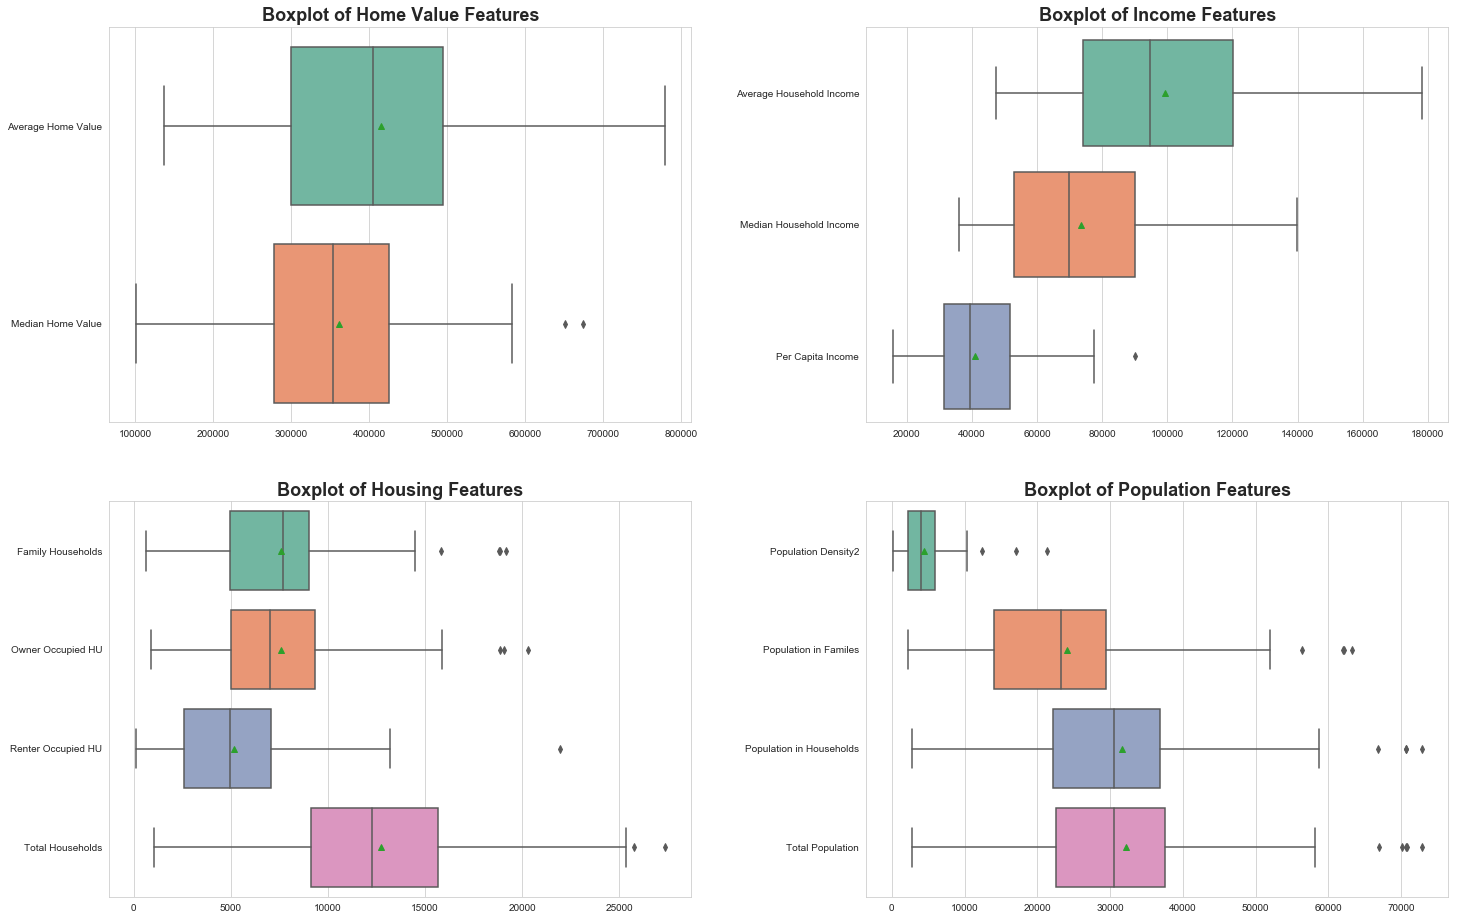 Boxplot of Home Value Features
Average Home Value
Median Home Value
100000 200000 300000 400000 500000 600000 700000 800000
Boxplot of Income Features
Average Household Income
Median Household Income
Per Capita Income
20000 40000 60000 80000 100000 120000 140000 160000 180000
Boxplot of Housing Features
Family Households
Owner Occupied HU
Renter Occupied HU
Total Households
0 5000 10000 15000 20000 25000
Boxplot of Population Features
Population Density2
Population in Familes
Population in Households
Total Population
0 10000 20000 30000 40000 50000 60000 70000